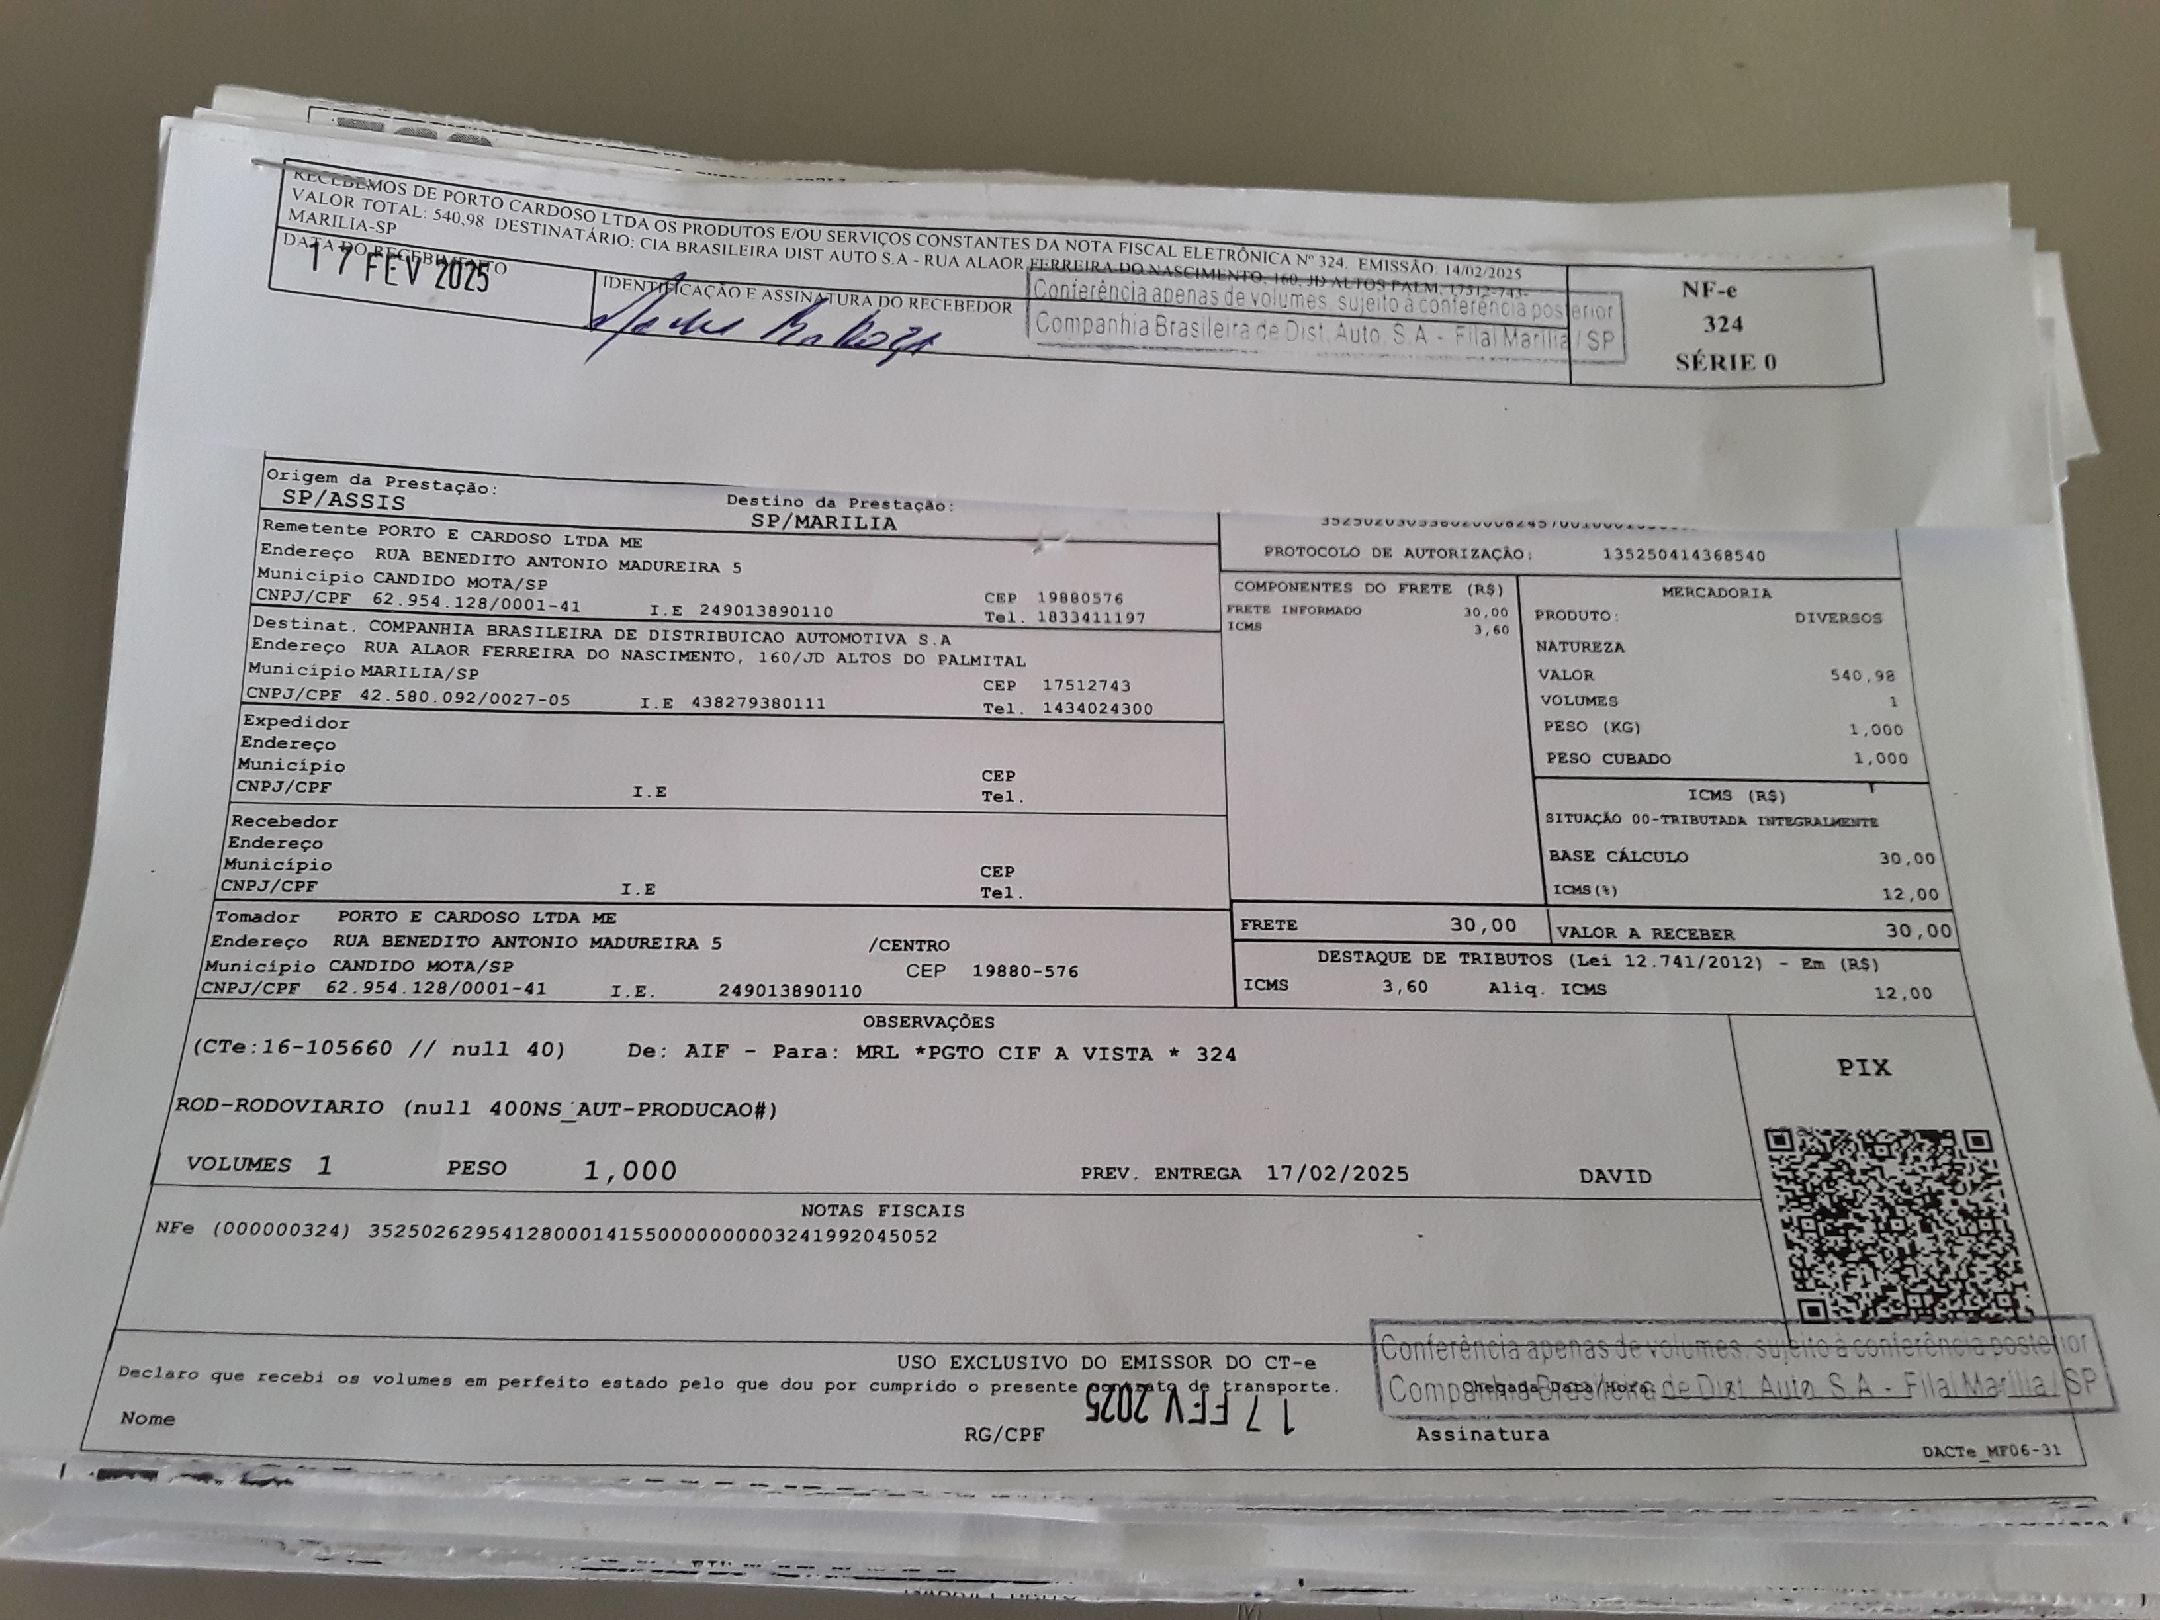 RECEBEMOS DE PORTO CARDOSO LTDA OS PRODUTOS E/OU SERVIÇOS CONSTANTES DA NOTA FISCAL ELETRÔNICA Nº 324. EMISSÃO: 14/02/2025
VALOR TOTAL: 540,98 DESTINATÁRIO: CIA BRASILEIRA DIST AUTO S.A - RUA ALAOR FERREIRA DO NASCIMENTO, 160, JD ALTOS PALM, 17512-743-
MARILIA-SP
DATA DO RECEBIMENTO
17 FEV 2025
IDENTIFICAÇÃO E ASSINATURA DO RECEBEDOR
Conferência apenas de volumes, sujeito à conferência posterior
Companhia Brasileira de Dist. Auto. S.A - Filal Marília / SP
NF-e
324
SÉRIE 0
Origem da Prestação:
SP/ASSIS
Destino da Prestação:
SP/MARILIA
Remetente PORTO E CARDOSO LTDA ME
Endereço RUA BENEDITO ANTONIO MADUREIRA 5
Município CANDIDO MOTA/SP CEP 19880576
CNPJ/CPF 62.954.128/0001-41 I.E 249013890110 Tel. 1833411197
Destinat. COMPANHIA BRASILEIRA DE DISTRIBUICAO AUTOMOTIVA S.A
Endereço RUA ALAOR FERREIRA DO NASCIMENTO, 160/JD ALTOS DO PALMITAL
Município MARILIA/SP CEP 17512743
CNPJ/CPF 42.580.092/0027-05 I.E 438279380111 Tel. 1434024300
Expedidor
Endereço
Município CEP
CNPJ/CPF I.E Tel.
Recebedor
Endereço
Município CEP
CNPJ/CPF I.E Tel.
Tomador PORTO E CARDOSO LTDA ME
Endereço RUA BENEDITO ANTONIO MADUREIRA 5 /CENTRO
Município CANDIDO MOTA/SP CEP 19880-576
CNPJ/CPF 62.954.128/0001-41 I.E. 249013890110
PROTOCOLO DE AUTORIZAÇÃO: 135250414368540
COMPONENTES DO FRETE (R$)
FRETE INFORMADO 30,00
ICMS 3,60
MERCADORIA
PRODUTO: DIVERSOS
NATUREZA
VALOR 540,98
VOLUMES 1
PESO (KG) 1,000
PESO CUBADO 1,000
ICMS (R$)
SITUAÇÃO 00-TRIBUTADA INTEGRALMENTE
BASE CÁLCULO 30,00
ICMS(%) 12,00
FRETE 30,00 VALOR A RECEBER 30,00
DESTAQUE DE TRIBUTOS (Lei 12.741/2012) - Em (R$)
ICMS 3,60 Aliq. ICMS 12,00
OBSERVAÇÕES
(CTe:16-105660 // null 40) De: AIF - Para: MRL *PGTO CIF A VISTA * 324
ROD-RODOVIARIO (null 400NS_AUT-PRODUCAO#)
VOLUMES 1 PESO 1,000 PREV. ENTREGA 17/02/2025 DAVID
PIX
NOTAS FISCAIS
NFe (000000324) 35250262954128000141550000000003241992045052
USO EXCLUSIVO DO EMISSOR DO CT-e
Declaro que recebi os volumes em perfeito estado pelo que dou por cumprido o presente contrato de transporte.
Chegada Data/Hora:
Conferência apenas de volumes, sujeito à conferência posterior
Companhia Brasileira de Dist. Auto. S.A - Filal Marília / SP
17 FEV 2025
Nome RG/CPF Assinatura
DACTe_MF06-31